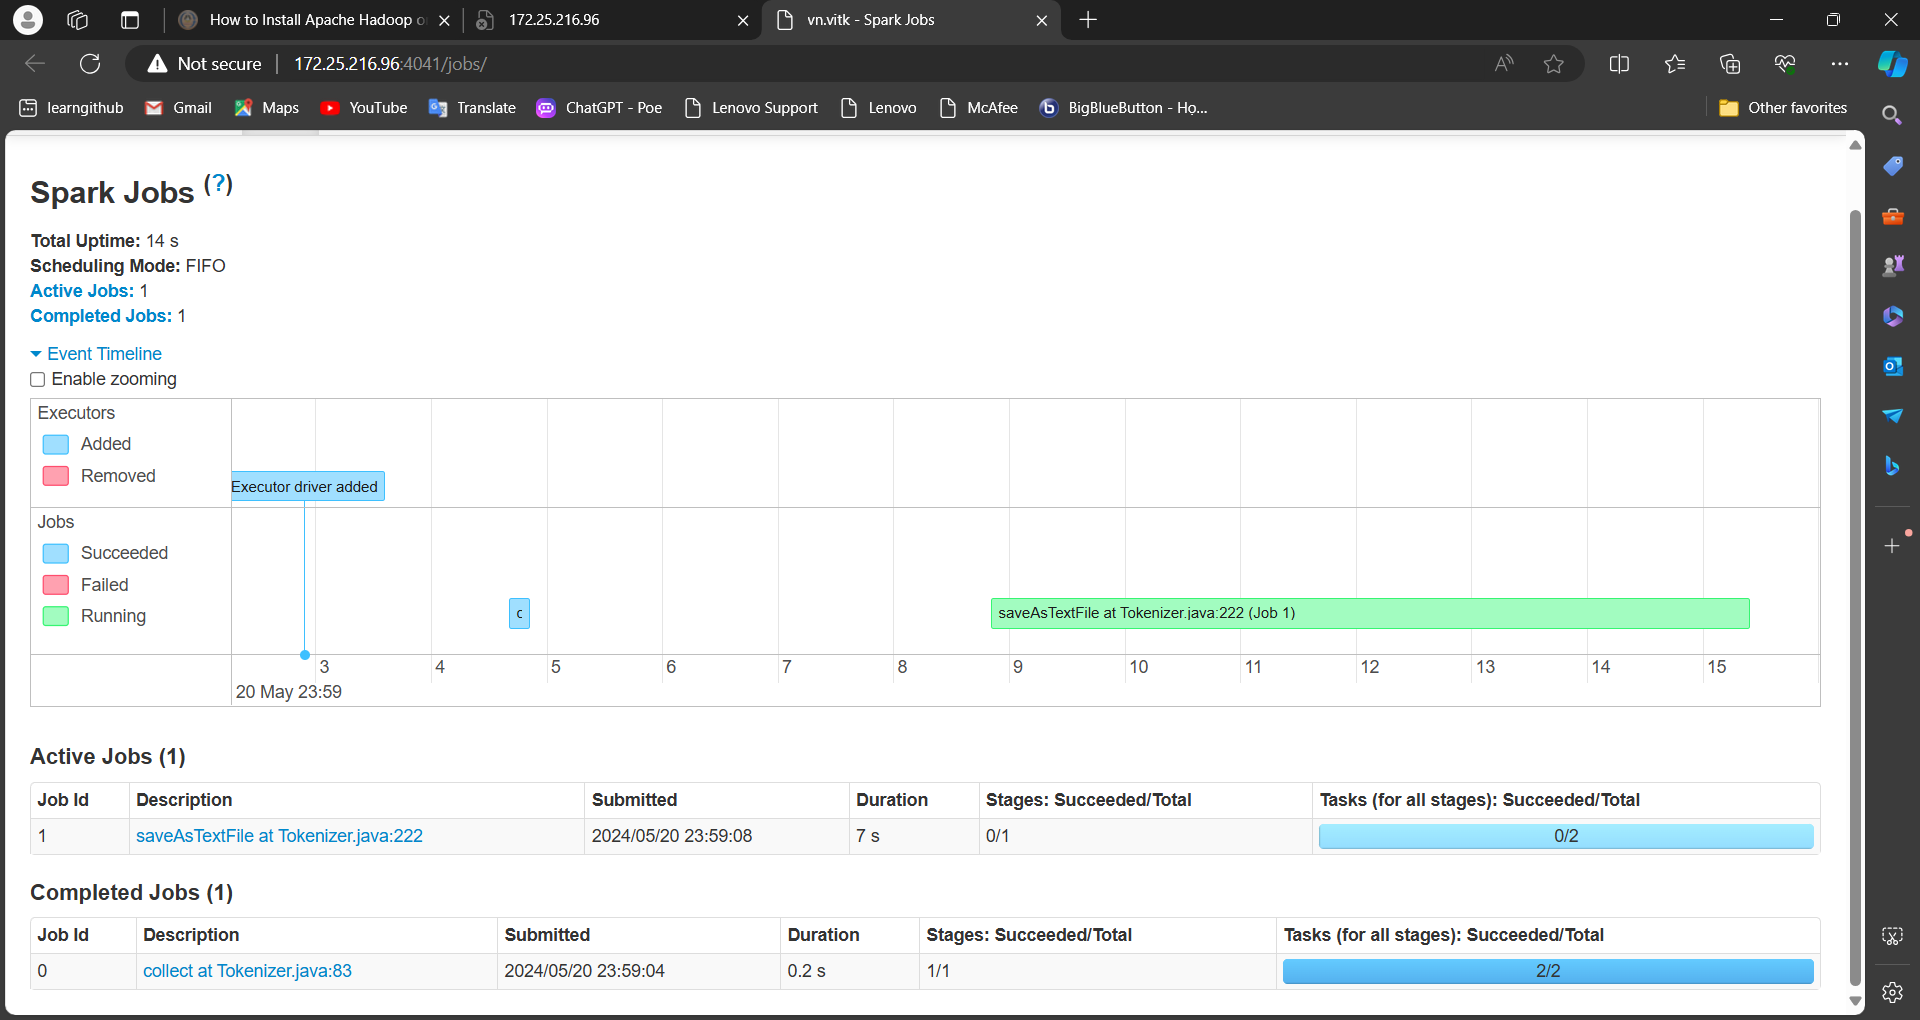 How to Install Apache Hadoop o
172.25.216.96
vn.vitk - Spark Jobs
Not secure
172.25.216.96:4041/jobs/
learngithub
Gmail
Maps
YouTube
Translate
ChatGPT - Poe
Lenovo Support
Lenovo
McAfee
BigBlueButton - Họ...
Other favorites
Spark Jobs (?)
Total Uptime: 14 s
Scheduling Mode: FIFO
Active Jobs: 1
Completed Jobs: 1
Event Timeline
Enable zooming
Executors
Added
Removed
Executor driver added
Jobs
Succeeded
Failed
Running
c
saveAsTextFile at Tokenizer.java:222 (Job 1)
3 4 5 6 7 8 9 10 11 12 13 14 15
20 May 23:59
Active Jobs (1)
Job Id Description Submitted Duration Stages: Succeeded/Total Tasks (for all stages): Succeeded/Total
1 saveAsTextFile at Tokenizer.java:222 2024/05/20 23:59:08 7 s 0/1 0/2
Completed Jobs (1)
Job Id Description Submitted Duration Stages: Succeeded/Total Tasks (for all stages): Succeeded/Total
0 collect at Tokenizer.java:83 2024/05/20 23:59:04 0.2 s 1/1 2/2